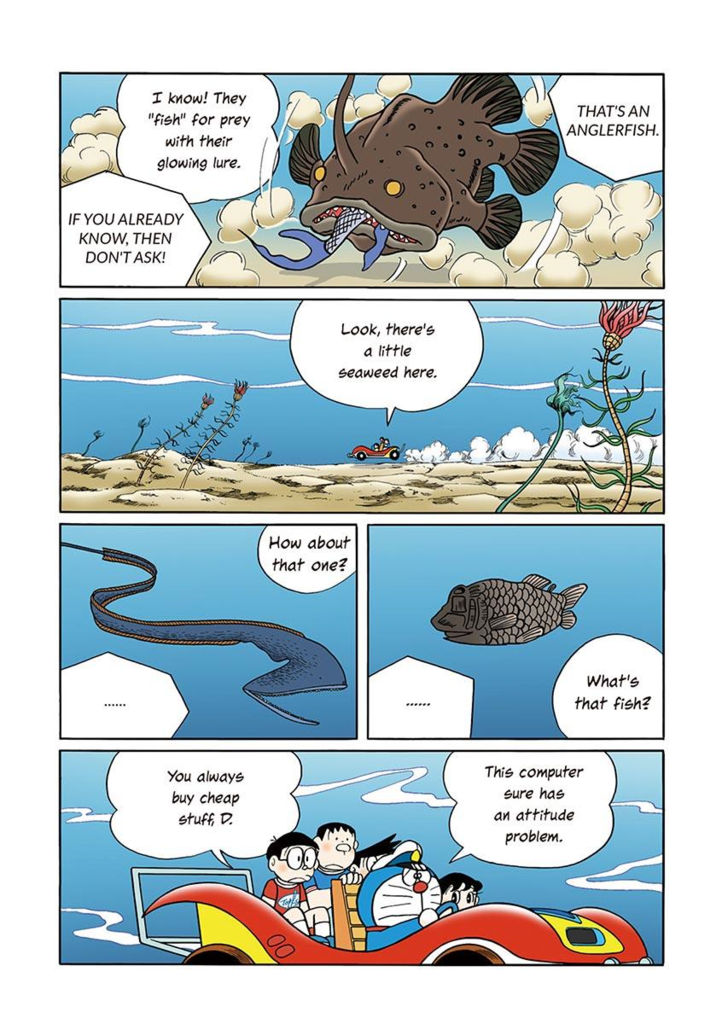 I know! They
"fish" for prey
with their
glowing lure.
THAT'S AN
ANGLERFISH.
IF YOU ALREADY
KNOW, THEN
DON'T ASK!
Look, there's
a little
seaweed here.
How about
that one?
......
What's
that fish?
......
You always
buy cheap
stuff, D.
This computer
sure has
an attitude
problem.